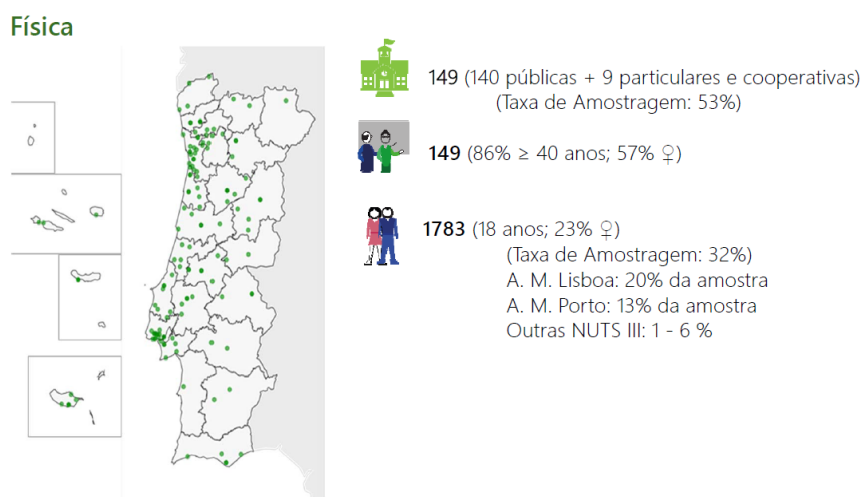 Física
149 (140 públicas + 9 particulares e cooperativas)
(Taxa de Amostragem: 53%)
149 (86% ≥ 40 anos; 57% ♀)
1783 (18 anos; 23% ♀)
(Taxa de Amostragem: 32%)
A. M. Lisboa: 20% da amostra
A. M. Porto: 13% da amostra
Outras NUTS III: 1 - 6 %